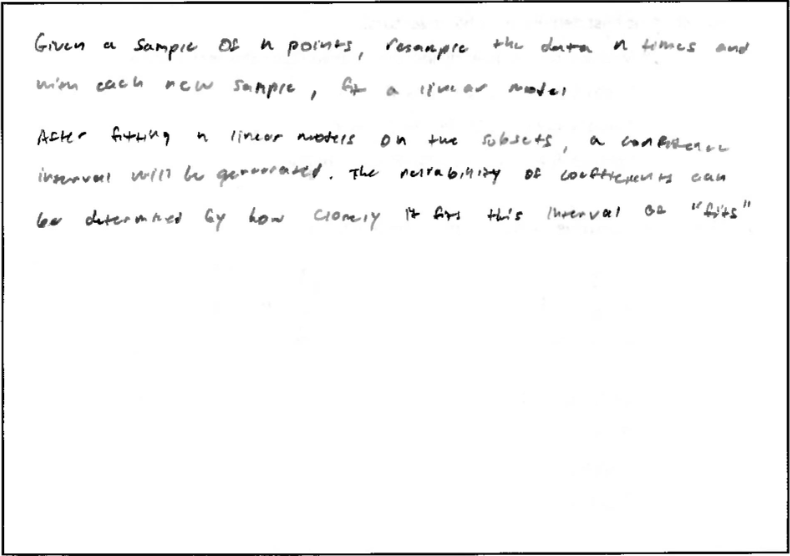 Given a sample of n points, resample the data n times and
with each new sample, fit a linear model
After fitting n linear models on the subsets, a confidence
interval will be generated. The reliability of coefficients can
be determined by how closely it fits this interval of "fits"